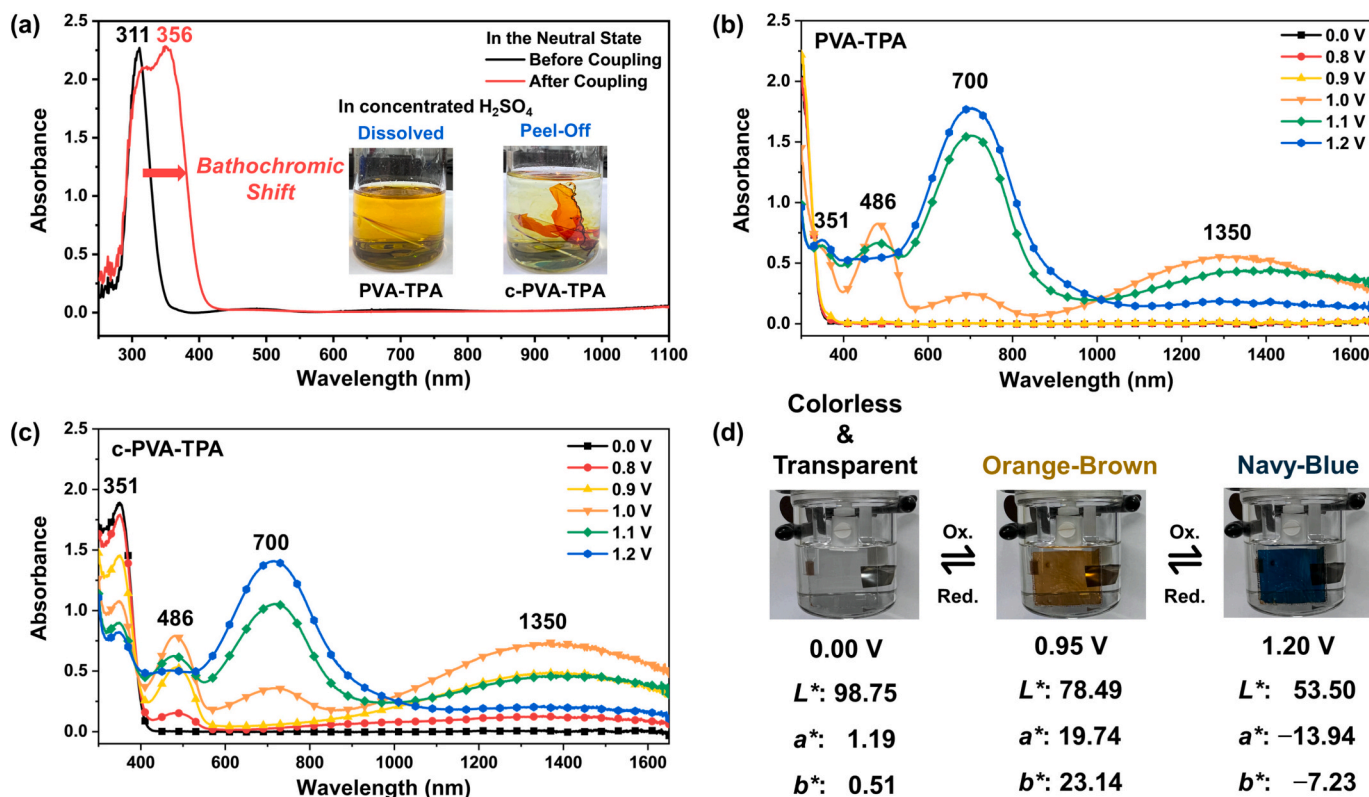 (a)
2.5
2.0
1.5
1.0
0.5
0.0
Absorbance
311 356
In the Neutral State
Before Coupling
After Coupling
In concentrated H₂SO₄
Dissolved Peel-Off
Bathochromic
Shift
PVA-TPA c-PVA-TPA
300 400 500 600 700 800 900 1000 1100
Wavelength (nm)
(b)
PVA-TPA
2.5
2.0
1.5
1.0
0.5
0.0
Absorbance
0.0 V
0.8 V
0.9 V
1.0 V
1.1 V
1.2 V
351
486
700
1350
400 600 800 1000 1200 1400 1600
Wavelength (nm)
(c)
c-PVA-TPA
2.5
2.0
1.5
1.0
0.5
0.0
Absorbance
0.0 V
0.8 V
0.9 V
1.0 V
1.1 V
1.2 V
351
486
700
1350
400 600 800 1000 1200 1400 1600
Wavelength (nm)
(d)
Colorless
&
Transparent Orange-Brown Navy-Blue
Ox. Ox.
Red. Red.
0.00 V 0.95 V 1.20 V
L*: 98.75 L*: 78.49 L*: 53.50
a*: 1.19 a*: 19.74 a*: −13.94
b*: 0.51 b*: 23.14 b*: −7.23